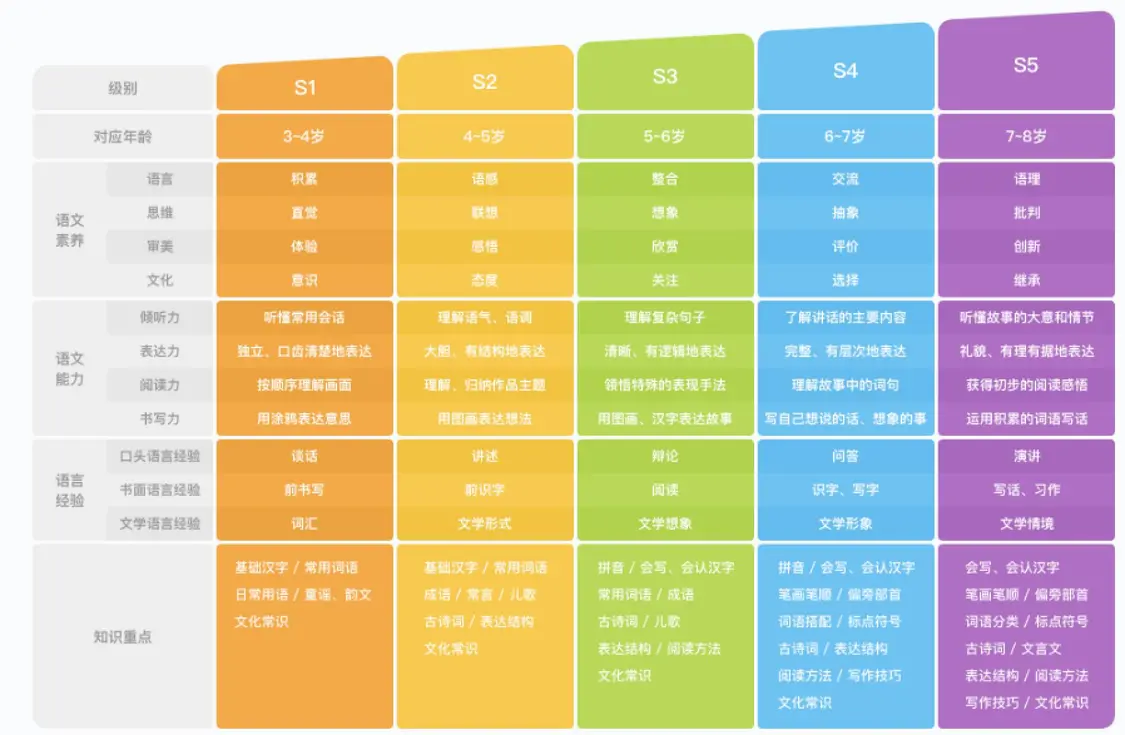 级别 S1 S2 S3 S4 S5
对应年龄 3~4岁 4~5岁 5~6岁 6~7岁 7~8岁
语文素养
语言 积累 语感 整合 交流 语理
思维 直觉 联想 想象 抽象 批判
审美 体验 感悟 欣赏 评价 创新
文化 意识 态度 关注 选择 继承
语文能力
倾听力 听懂常用会话 理解语气、语调 理解复杂句子 了解讲话的主要内容 听懂故事的大意和情节
表达力 独立、口齿清楚地表达 大胆、有结构地表达 清晰、有逻辑地表达 完整、有层次地表达 礼貌、有理有据地表达
阅读力 按顺序理解画面 理解、归纳作品主题 领悟特殊的表现手法 理解故事中的词句 获得初步的阅读感悟
书写力 用涂鸦表达意思 用图画表达想法 用图画、汉字表达故事 写自己想说的话、想象的事 运用积累的词语写话
语言经验
口头语言经验 谈话 讲述 辩论 问答 演讲
书面语言经验 前书写 前识字 阅读 识字、写字 写话、习作
文学语言经验 词汇 文学形式 文学想象 文学形象 文学情境
知识重点
基础汉字 / 常用词语
日常用语 / 童谣、韵文
文化常识
基础汉字 / 常用词语
成语 / 常言 / 儿歌
古诗词 / 表达结构
文化常识
拼音 / 会写、会认汉字
常用词语 / 成语
古诗词 / 儿歌
表达结构 / 阅读方法
文化常识
拼音 / 会写、会认汉字
笔画笔顺 / 偏旁部首
词语搭配 / 标点符号
古诗词 / 表达结构
阅读方法 / 写作技巧
文化常识
会写、会认汉字
笔画笔顺 / 偏旁部首
词语分类 / 标点符号
古诗词 / 文言文
表达结构 / 阅读方法
写作技巧 / 文化常识